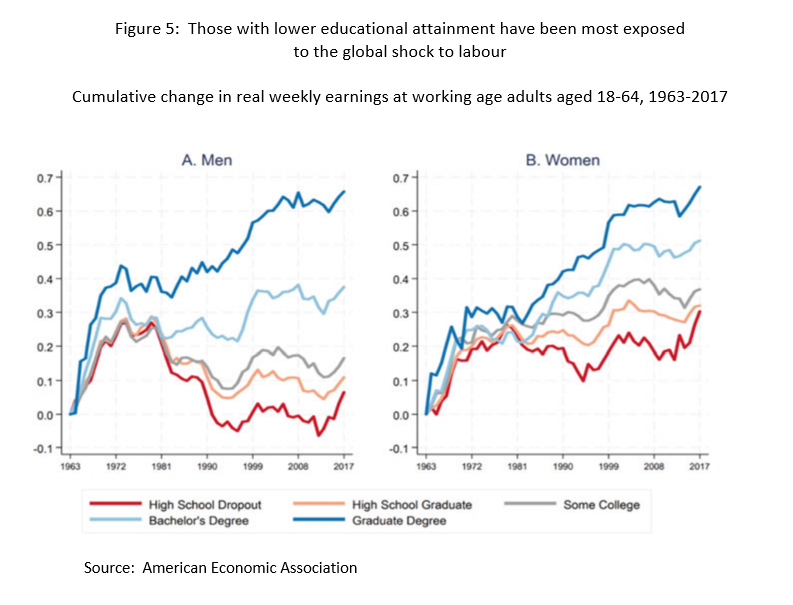 Figure 5:  Those with lower educational attainment have been most exposed
to the global shock to labour
Cumulative change in real weekly earnings at working age adults aged 18-64, 1963-2017
A. Men
0.7
0.6
0.5
0.4
0.3
0.2
0.1
0.0
-0.1
1963 1972 1981 1990 1999 2008 2017
B. Women
0.7
0.6
0.5
0.4
0.3
0.2
0.1
0.0
-0.1
1963 1972 1981 1990 1999 2008 2017
High School Dropout High School Graduate Some College
Bachelor's Degree Graduate Degree
Source:  American Economic Association